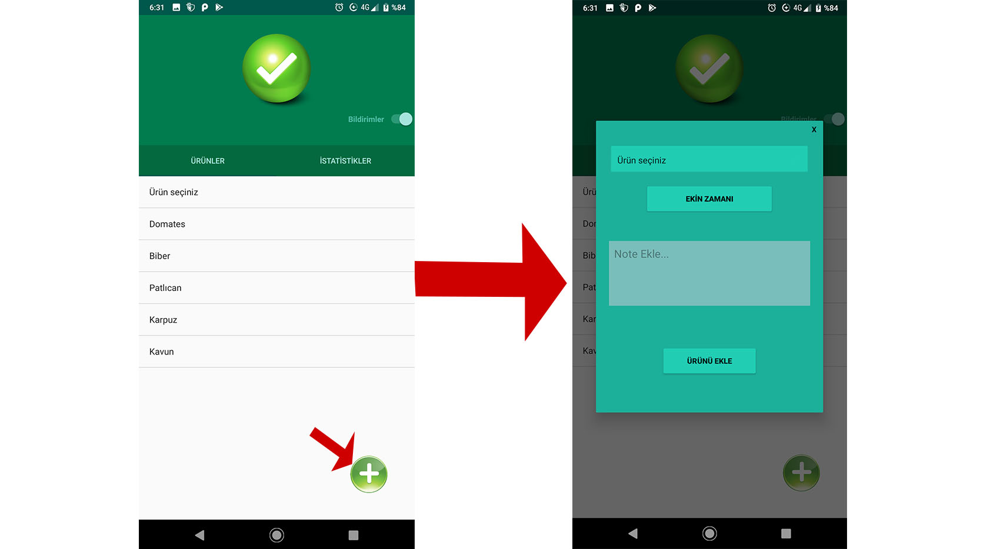 6:31 4G %84
Bildirimler
ÜRÜNLER İSTATİSTİKLER
Ürün seçiniz
Domates
Biber
Patlıcan
Karpuz
Kavun
6:31 4G %84
Bildirimler
X
Ürün seçiniz
EKİN ZAMANI
Note Ekle...
ÜRÜNÜ EKLE
Ürü
Dor
Bib
Pat
Kar
Kav